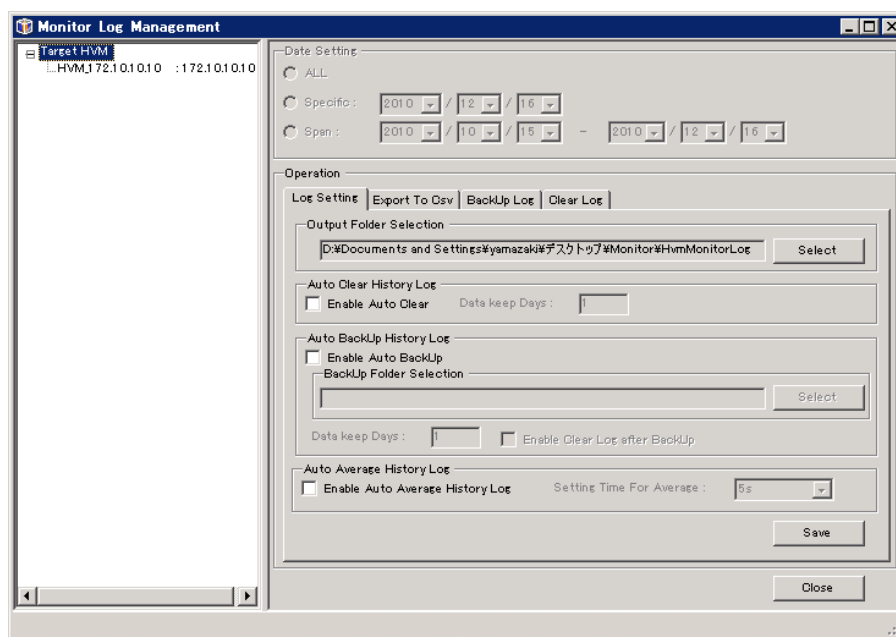 Monitor Log Management
Target HVM
HVM_172.10.10.10 : 172.10.10.10
Date Setting
ALL
Specific : 2010 / 12 / 16
Span : 2010 / 10 / 15 - 2010 / 12 / 16
Operation
Log Setting Export To Csv BackUp Log Clear Log
Output Folder Selection
D:¥Documents and Settings¥yamazaki¥デスクトップ¥Monitor¥HvmMonitorLog Select
Auto Clear History Log
Enable Auto Clear Data keep Days : 1
Auto BackUp History Log
Enable Auto BackUp
BackUp Folder Selection
Select
Data keep Days : 1 Enable Clear Log after BackUp
Auto Average History Log
Enable Auto Average History Log Setting Time For Average : 5s
Save
Close